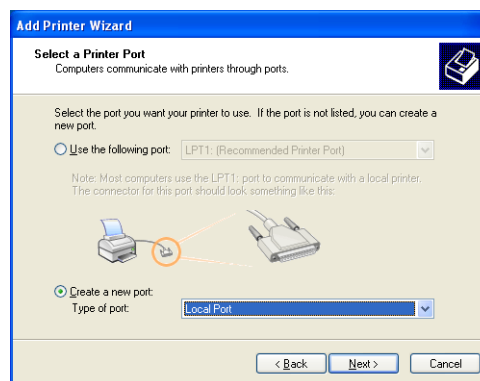 Add Printer Wizard
Select a Printer Port
Computers communicate with printers through ports.
Select the port you want your printer to use. If the port is not listed, you can create a
new port.
Use the following port: LPT1: (Recommended Printer Port)
Note: Most computers use the LPT1: port to communicate with a local printer.
The connector for this port should look something like this:
Create a new port:
Type of port: Local Port
< Back Next > Cancel